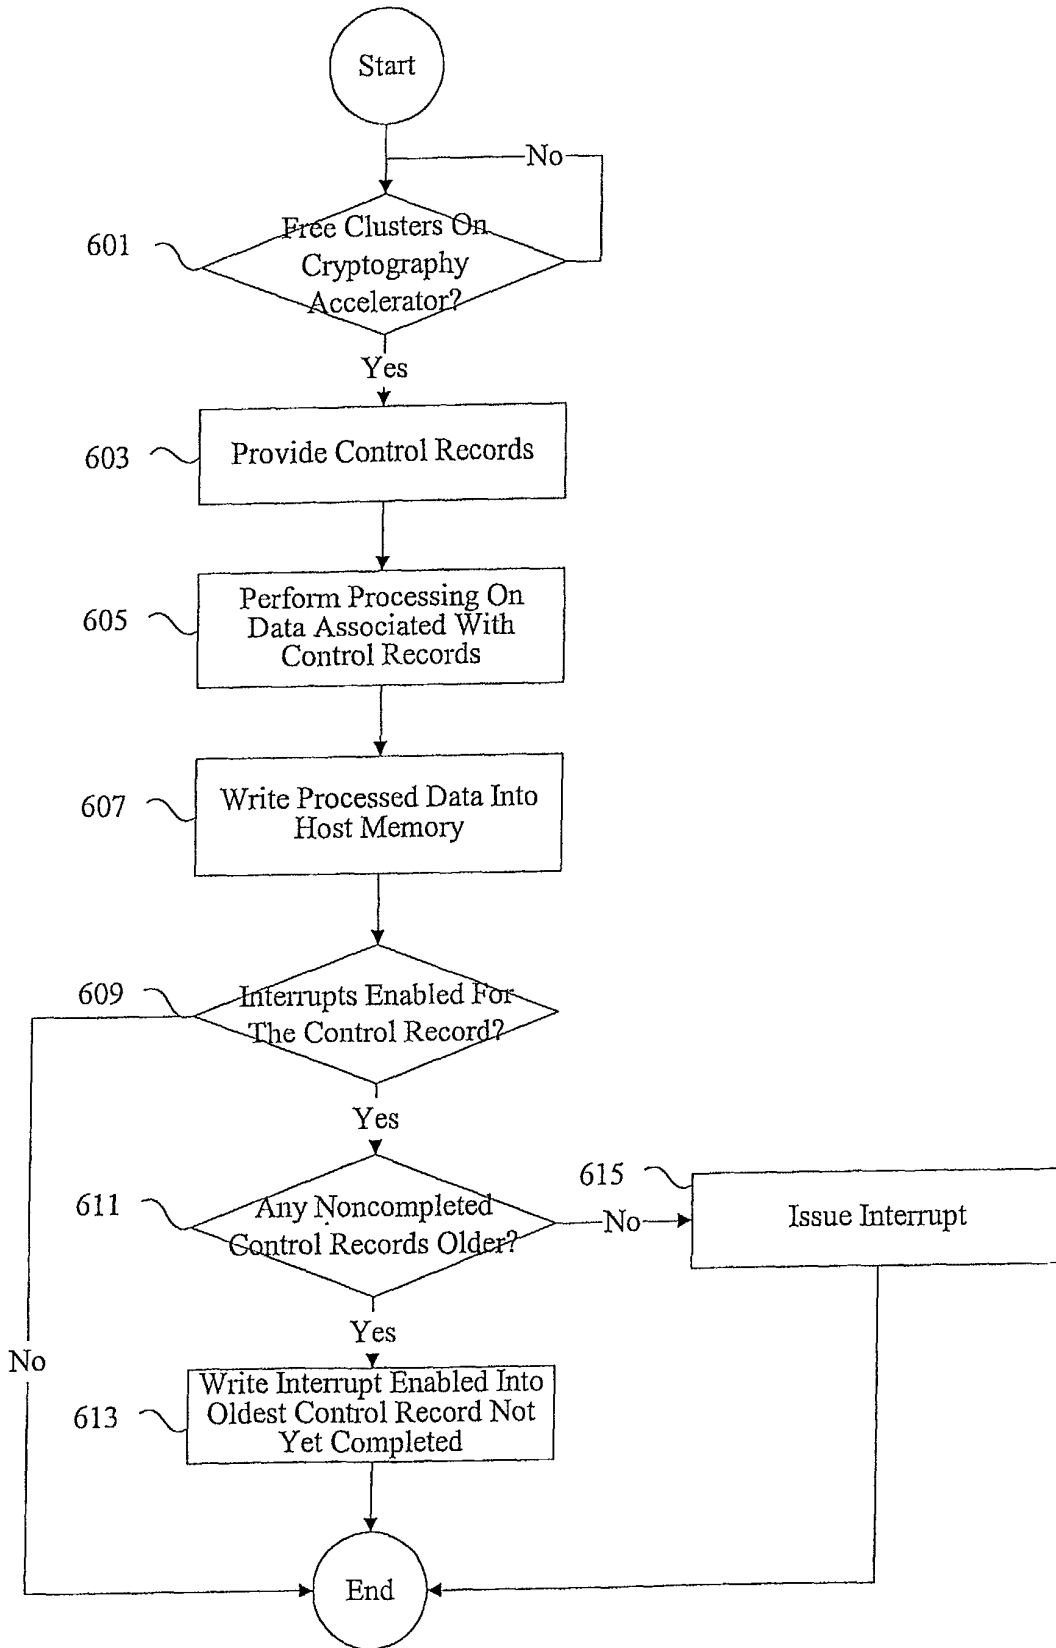 Start
No
601
Free Clusters On
Cryptography
Accelerator?
Yes
603
Provide Control Records
605
Perform Processing On
Data Associated With
Control Records
607
Write Processed Data Into
Host Memory
609
Interrupts Enabled For
The Control Record?
Yes
611
Any Noncompleted
Control Records Older?
No
615
Issue Interrupt
Yes
No
613
Write Interrupt Enabled Into
Oldest Control Record Not
Yet Completed
End